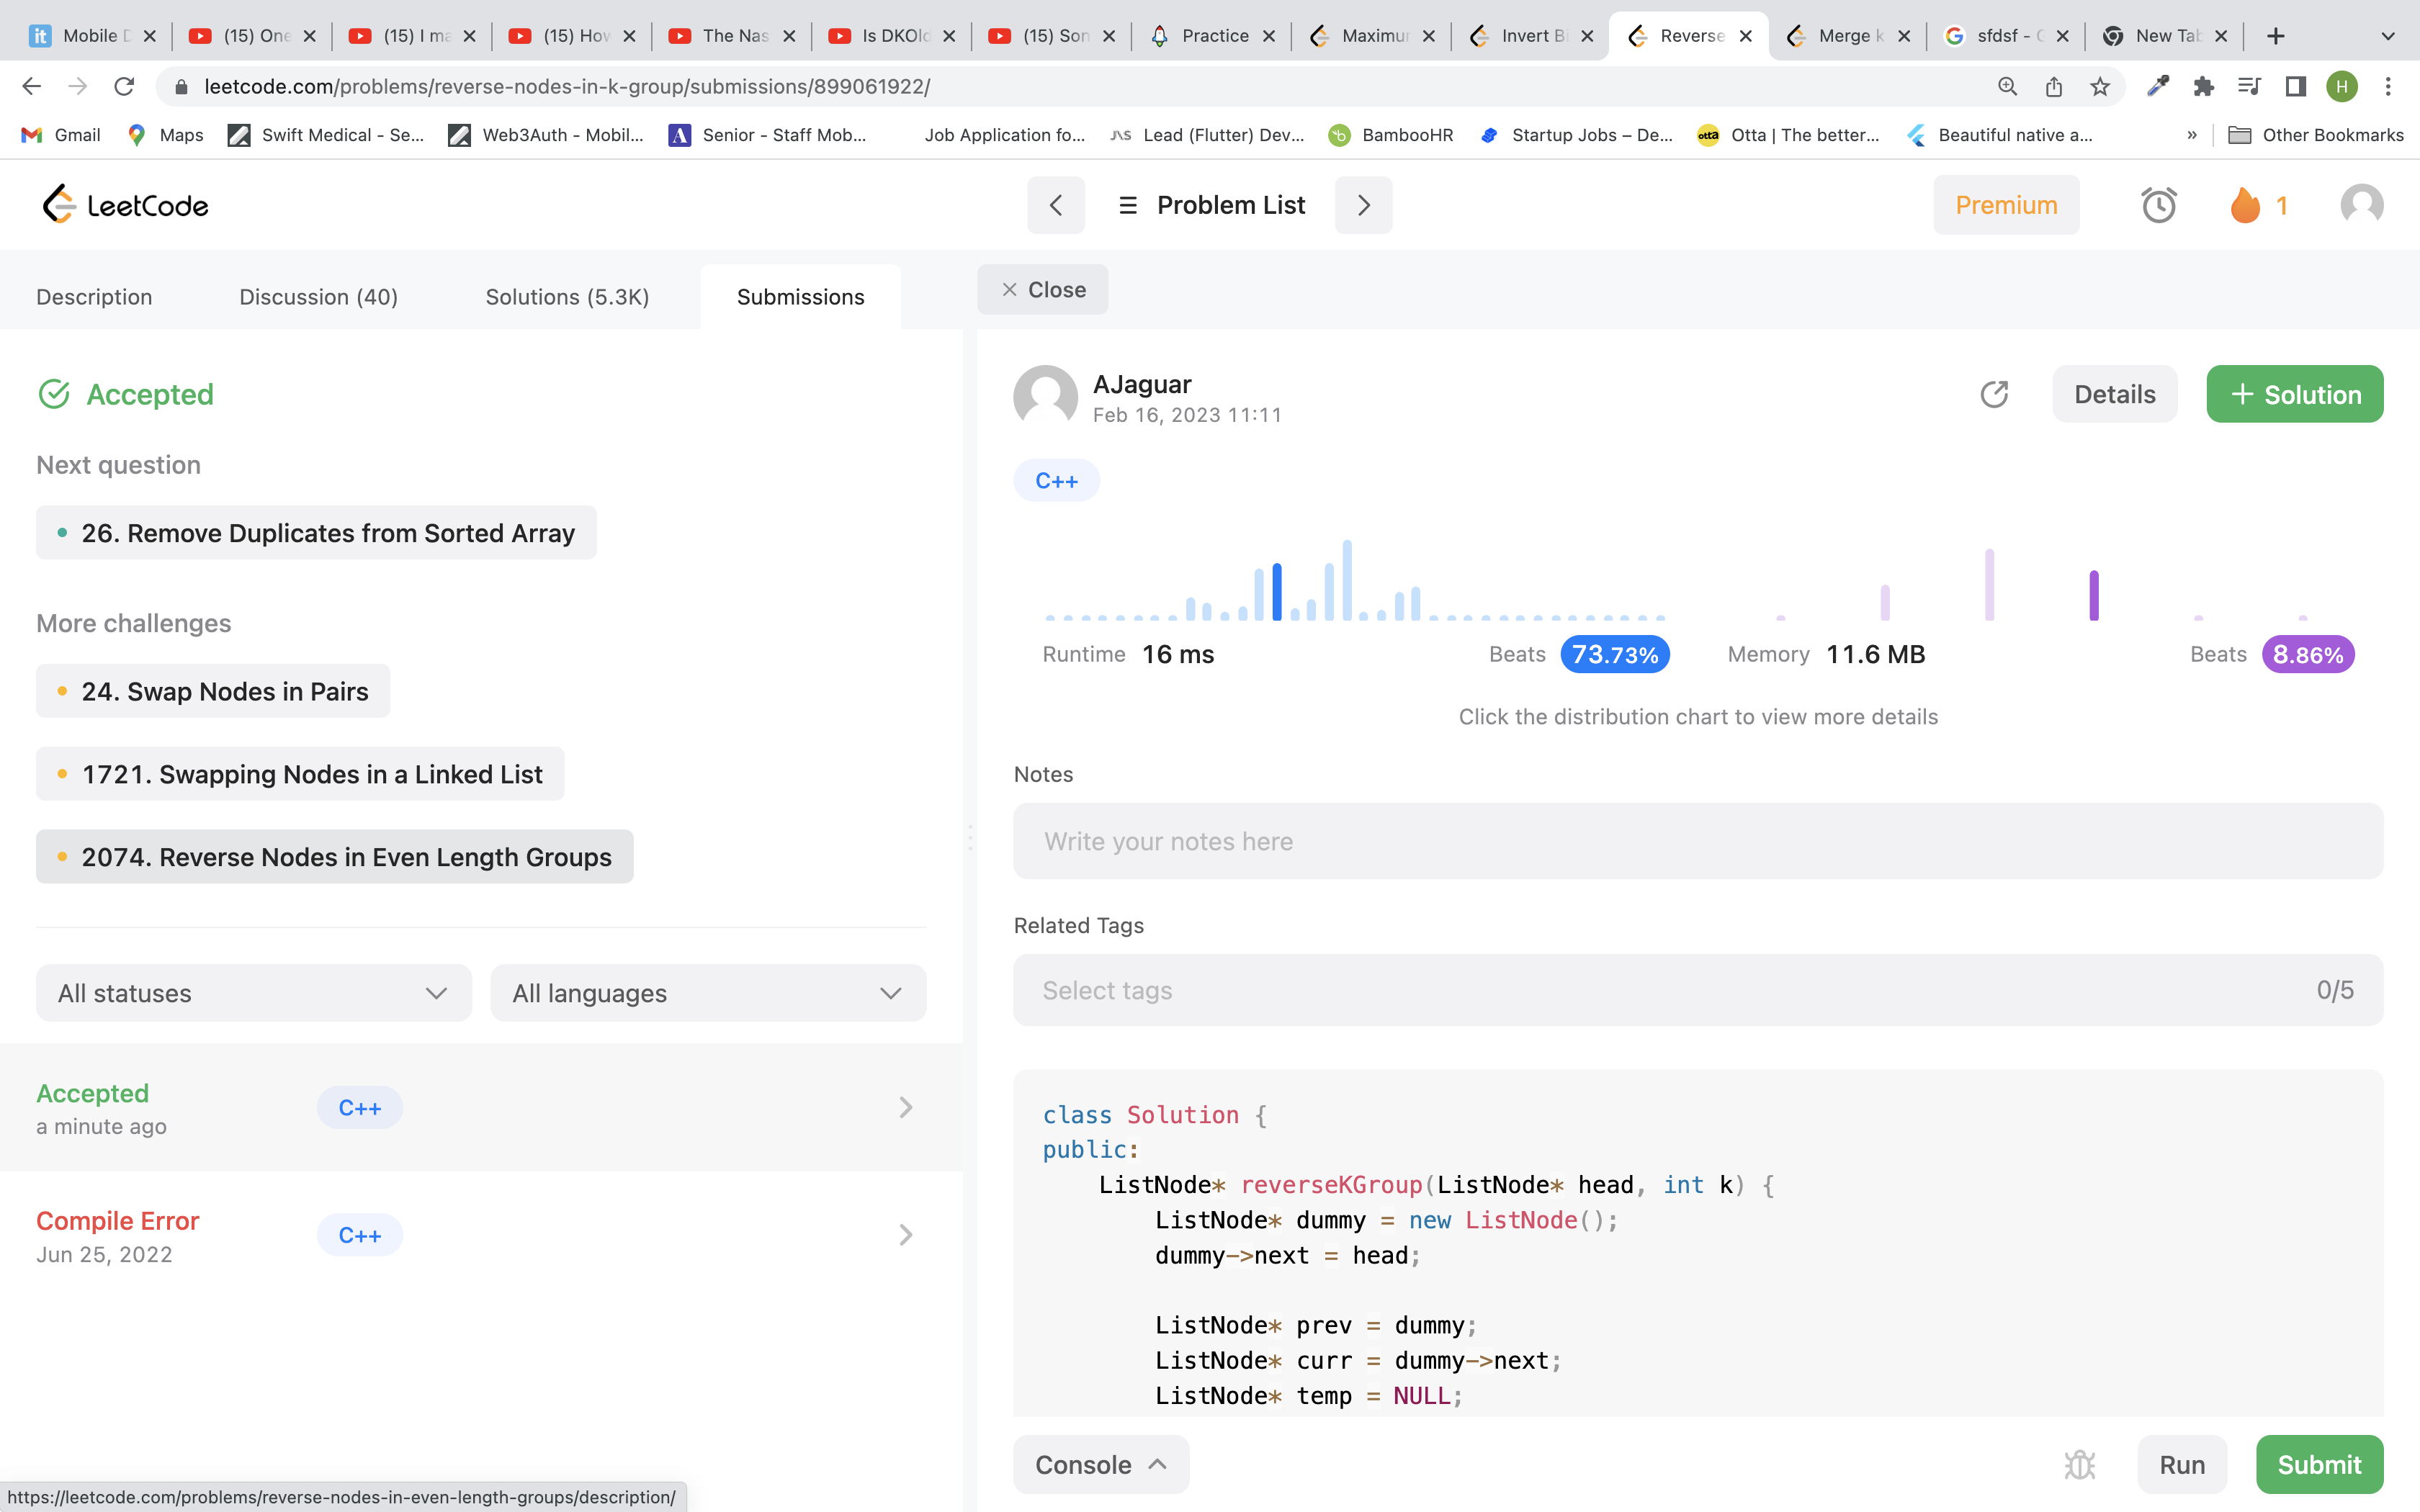 Mobile D
(15) One
(15) I ma
(15) How
The Nas
Is DKOld
(15) Son
Practice
Maximur
Invert Bi
Reverse
Merge k
sfdsf - G
New Tab
leetcode.com/problems/reverse-nodes-in-k-group/submissions/899061922/
H
Gmail
Maps
Swift Medical - Se...
Web3Auth - Mobil...
Senior - Staff Mob...
Job Application fo...
Lead (Flutter) Dev...
BambooHR
Startup Jobs – De...
Otta | The better...
Beautiful native a...
»
Other Bookmarks
LeetCode
Problem List
Premium
1
Description
Discussion (40)
Solutions (5.3K)
Submissions
Close
Accepted
Next question
26. Remove Duplicates from Sorted Array
More challenges
24. Swap Nodes in Pairs
1721. Swapping Nodes in a Linked List
2074. Reverse Nodes in Even Length Groups
All statuses
All languages
Accepted
a minute ago
C++
Compile Error
Jun 25, 2022
C++
AJaguar
Feb 16, 2023 11:11
Details
+ Solution
C++
Runtime 16 ms
Beats 73.73%
Memory 11.6 MB
Beats 8.86%
Click the distribution chart to view more details
Notes
Write your notes here
Related Tags
Select tags
0/5
class Solution {
public:
    ListNode* reverseKGroup(ListNode* head, int k) {
        ListNode* dummy = new ListNode();
        dummy->next = head;
        ListNode* prev = dummy;
        ListNode* curr = dummy->next;
        ListNode* temp = NULL;
Console
Run
Submit
https://leetcode.com/problems/reverse-nodes-in-even-length-groups/description/